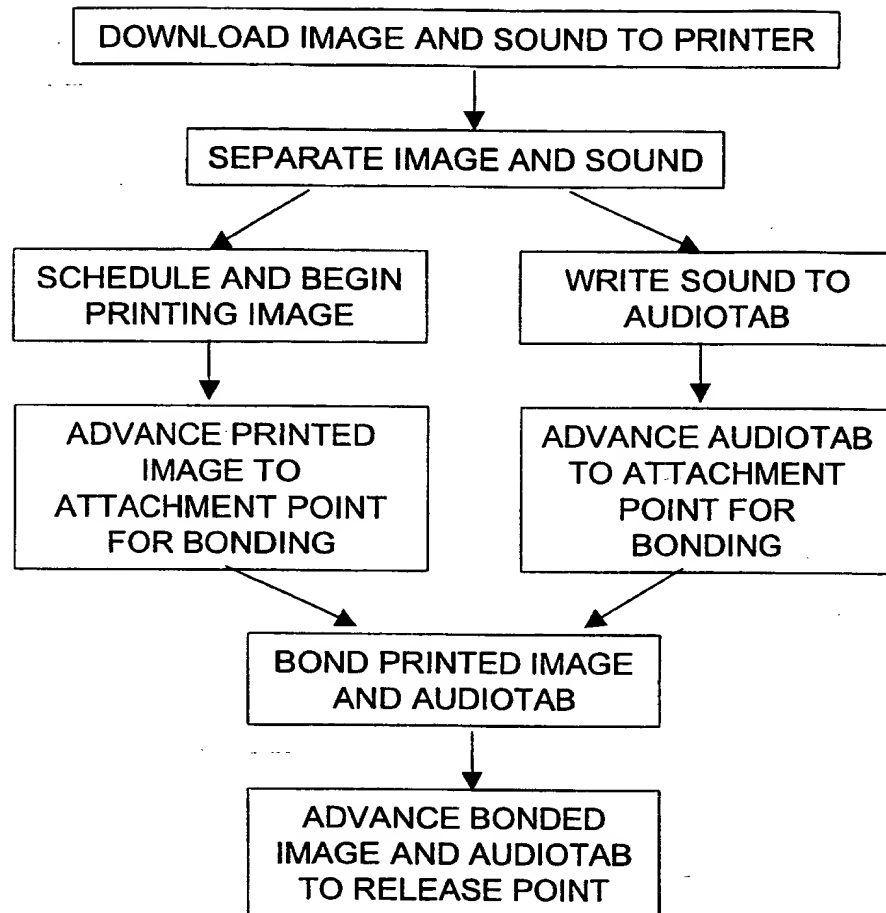 DOWNLOAD IMAGE AND SOUND TO PRINTER
SEPARATE IMAGE AND SOUND
SCHEDULE AND BEGIN
PRINTING IMAGE
WRITE SOUND TO
AUDIOTAB
ADVANCE PRINTED
IMAGE TO
ATTACHMENT POINT
FOR BONDING
ADVANCE AUDIOTAB
TO ATTACHMENT
POINT FOR
BONDING
BOND PRINTED IMAGE
AND AUDIOTAB
ADVANCE BONDED
IMAGE AND AUDIOTAB
TO RELEASE POINT